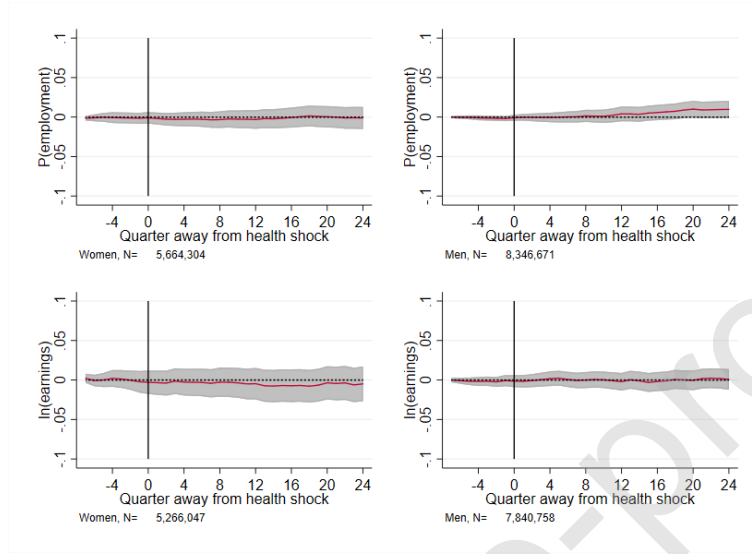 P(employment)
.1
.05
0
-.05
-.1
-4 0 4 8 12 16 20 24
Quarter away from health shock
Women, N= 5,664,304
P(employment)
.1
.05
0
-.05
-.1
-4 0 4 8 12 16 20 24
Quarter away from health shock
Men, N= 8,346,671
ln(earnings)
.1
.05
0
-.05
-.1
-4 0 4 8 12 16 20 24
Quarter away from health shock
Women, N= 5,266,047
ln(earnings)
.1
.05
0
-.05
-.1
-4 0 4 8 12 16 20 24
Quarter away from health shock
Men, N= 7,840,758